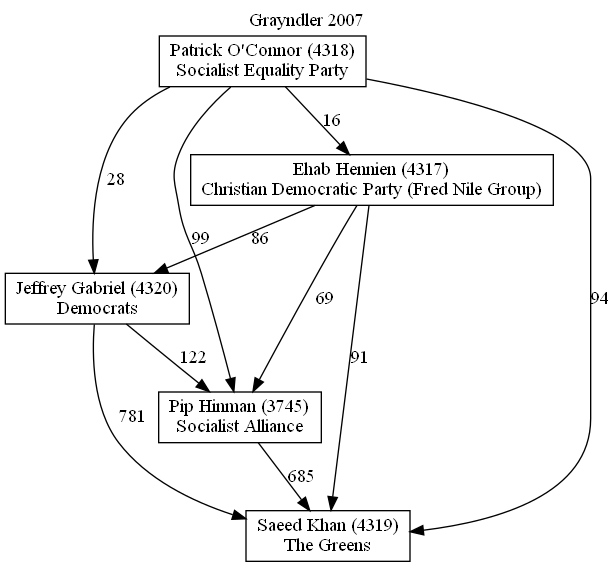 Grayndler 2007
Patrick O'Connor (4318)
Socialist Equality Party
16
Ehab Hennien (4317)
Christian Democratic Party (Fred Nile Group)
28
99
86
Jeffrey Gabriel (4320)
Democrats
69
94
122
91
Pip Hinman (3745)
Socialist Alliance
781
685
Saeed Khan (4319)
The Greens